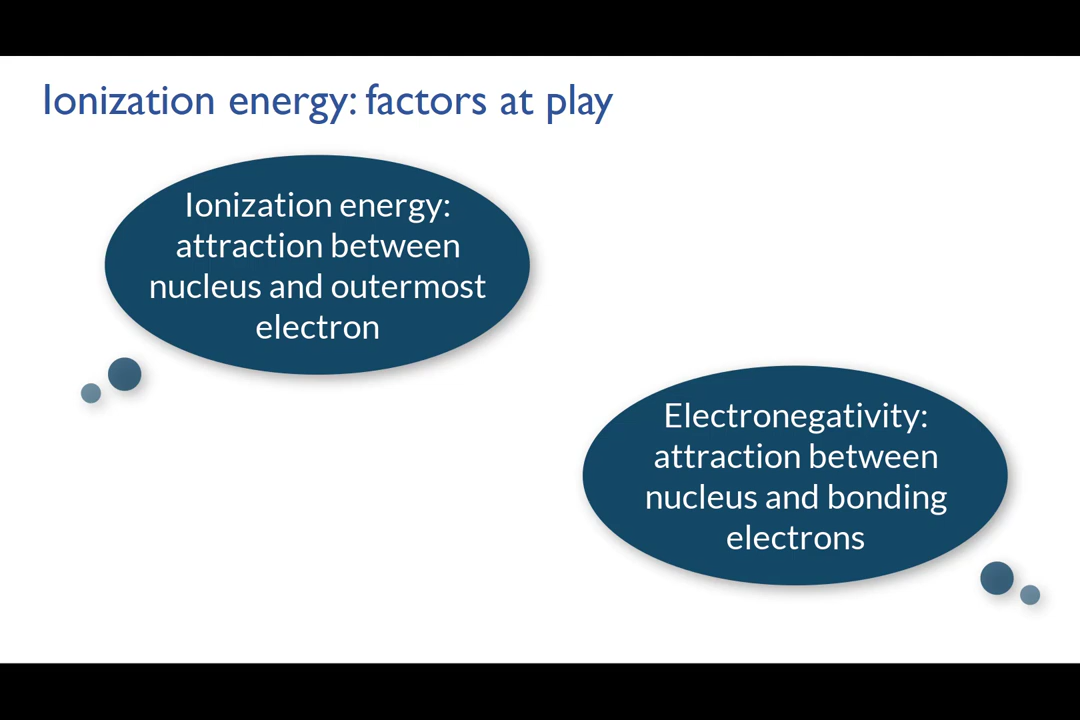 Ionization energy: factors at play
Ionization energy:
attraction between
nucleus and outermost
electron
Electronegativity:
attraction between
nucleus and bonding
electrons